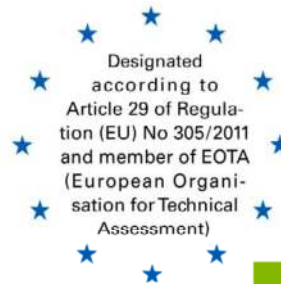 Designated
according to
Article 29 of Regula-
tion (EU) No 305/2011
and member of EOTA
(European Organi-
sation for Technical
Assessment)